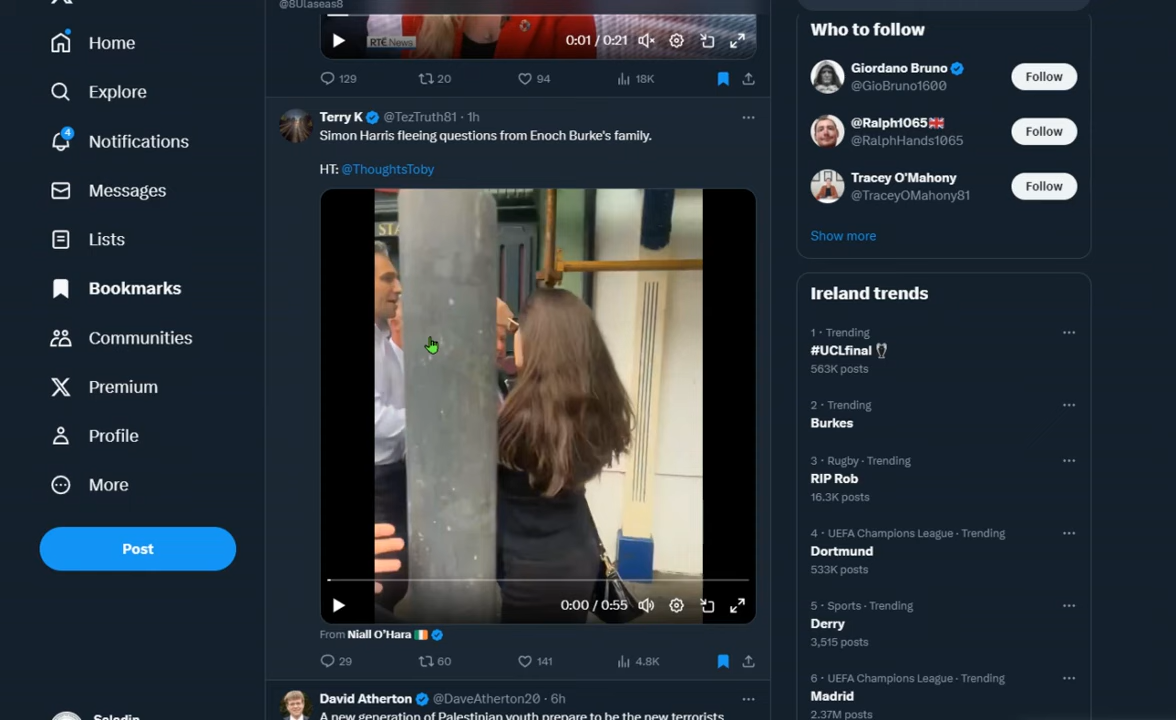 @8Ulaseas8
RTÉ News
0:01 / 0:21
129
20
94
18K
Home
Explore
4
Notifications
Messages
Lists
Bookmarks
Communities
Premium
Profile
More
Post
Terry K @TezTruth81 · 1h
Simon Harris fleeing questions from Enoch Burke's family.
HT: @ThoughtsToby
STA
0:00 / 0:55
From Niall O'Hara
29
60
141
4.8K
David Atherton @DaveAtherton20 · 6h
A new generation of Palestinian youth prepare to be the new terrorists
Who to follow
Giordano Bruno
@GioBruno1600
Follow
@Ralph1065
@RalphHands1065
Follow
Tracey O'Mahony
@TraceyOMahony81
Follow
Show more
Ireland trends
1 · Trending
#UCLfinal
563K posts
2 · Trending
Burkes
3 · Rugby · Trending
RIP Rob
16.3K posts
4 · UEFA Champions League · Trending
Dortmund
533K posts
5 · Sports · Trending
Derry
3,515 posts
6 · UEFA Champions League · Trending
Madrid
2.37M posts